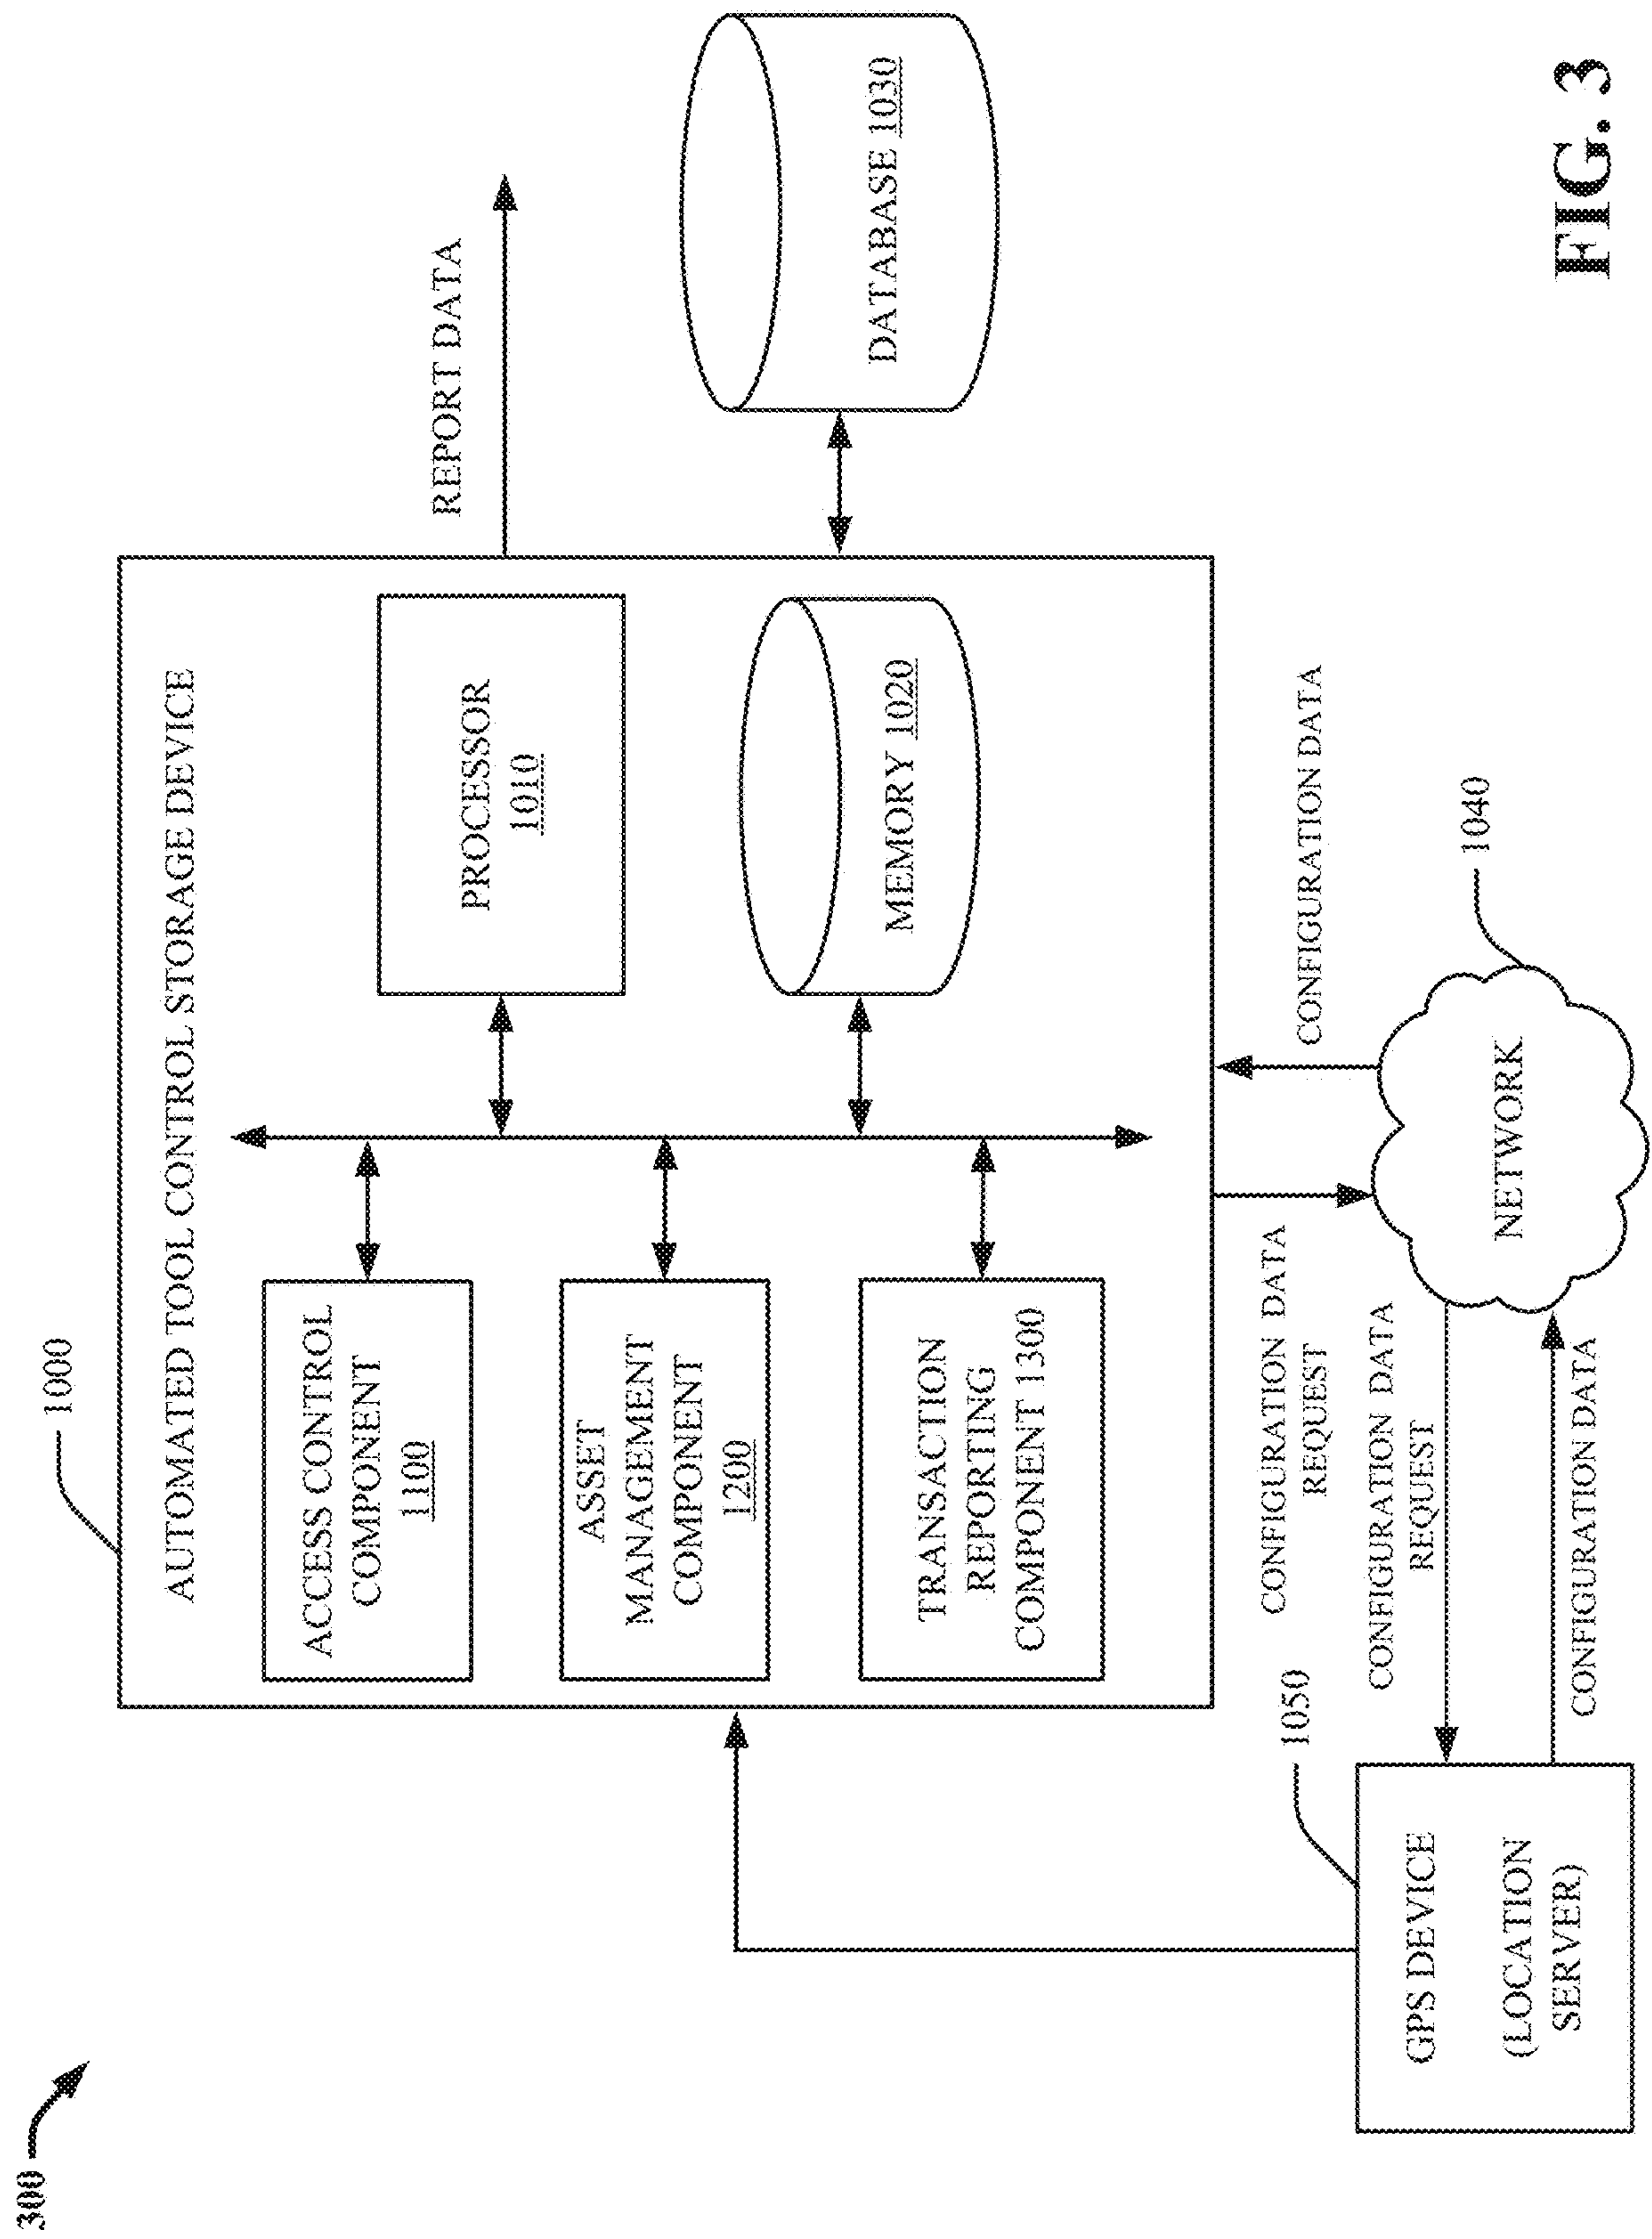 300
1000
AUTOMATED TOOL CONTROL STORAGE DEVICE
ACCESS CONTROL
COMPONENT
1100
ASSET
MANAGEMENT
COMPONENT
1200
TRANSACTION
REPORTING
COMPONENT 1300
PROCESSOR
1010
MEMORY 1020
REPORT DATA
DATABASE 1030
1050
GPS DEVICE
(LOCATION
SERVER)
CONFIGURATION DATA
REQUEST
CONFIGURATION DATA
REQUEST
CONFIGURATION DATA
CONFIGURATION DATA
NETWORK
1040
FIG. 3